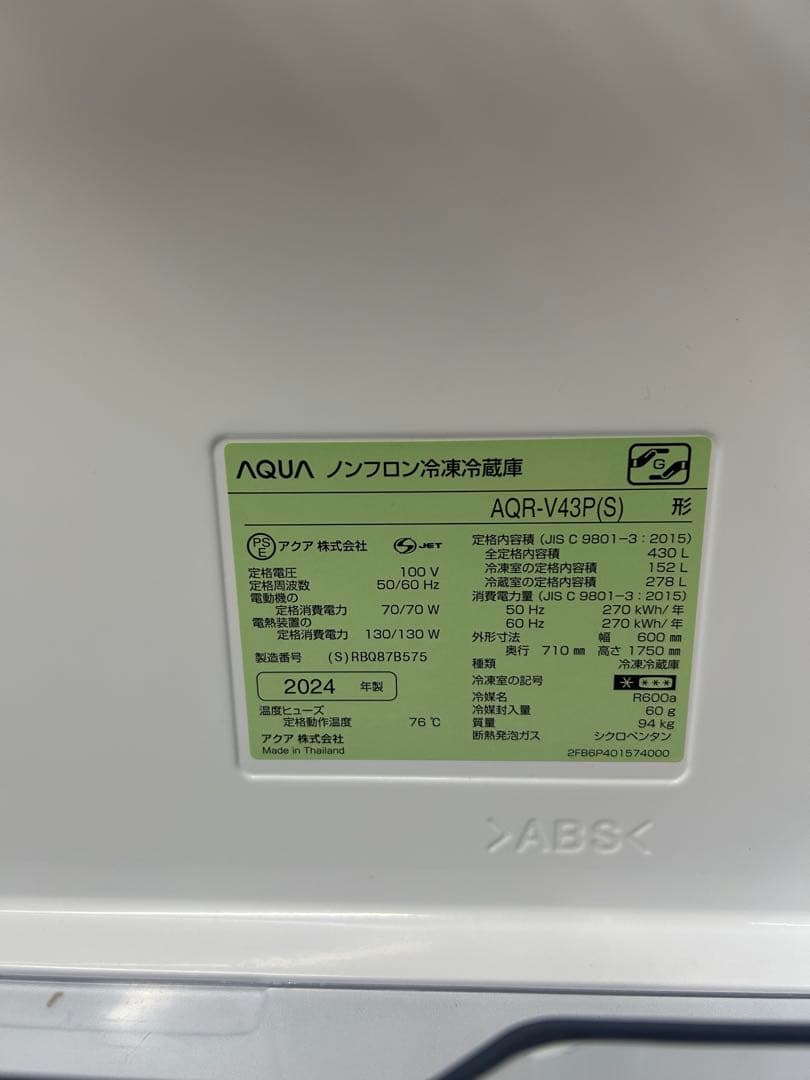 AQUA ノンフロン冷凍冷蔵庫
G
AQR-V43P(S) 形
PSE アクア 株式会社 S JET
定格電圧 100 V
定格周波数 50/60 Hz
電動機の
定格消費電力 70/70 W
電熱装置の
定格消費電力 130/130 W
製造番号 (S)RBQ87B575
2024 年製
温度ヒューズ
定格動作温度 76 ℃
アクア 株式会社
Made in Thailand
定格内容積 (JIS C 9801-3:2015)
全定格内容積 430 L
冷凍室の定格内容積 152 L
冷蔵室の定格内容積 278 L
消費電力量 (JIS C 9801-3:2015)
50 Hz 270 kWh/年
60 Hz 270 kWh/年
外形寸法 幅 600 mm
奥行 710 mm 高さ 1750 mm
種類 冷凍冷蔵庫
冷凍室の記号 * ***
冷媒名 R600a
冷媒封入量 60 g
質量 94 kg
断熱発泡ガス シクロペンタン
2FB6P401574000
>ABS<